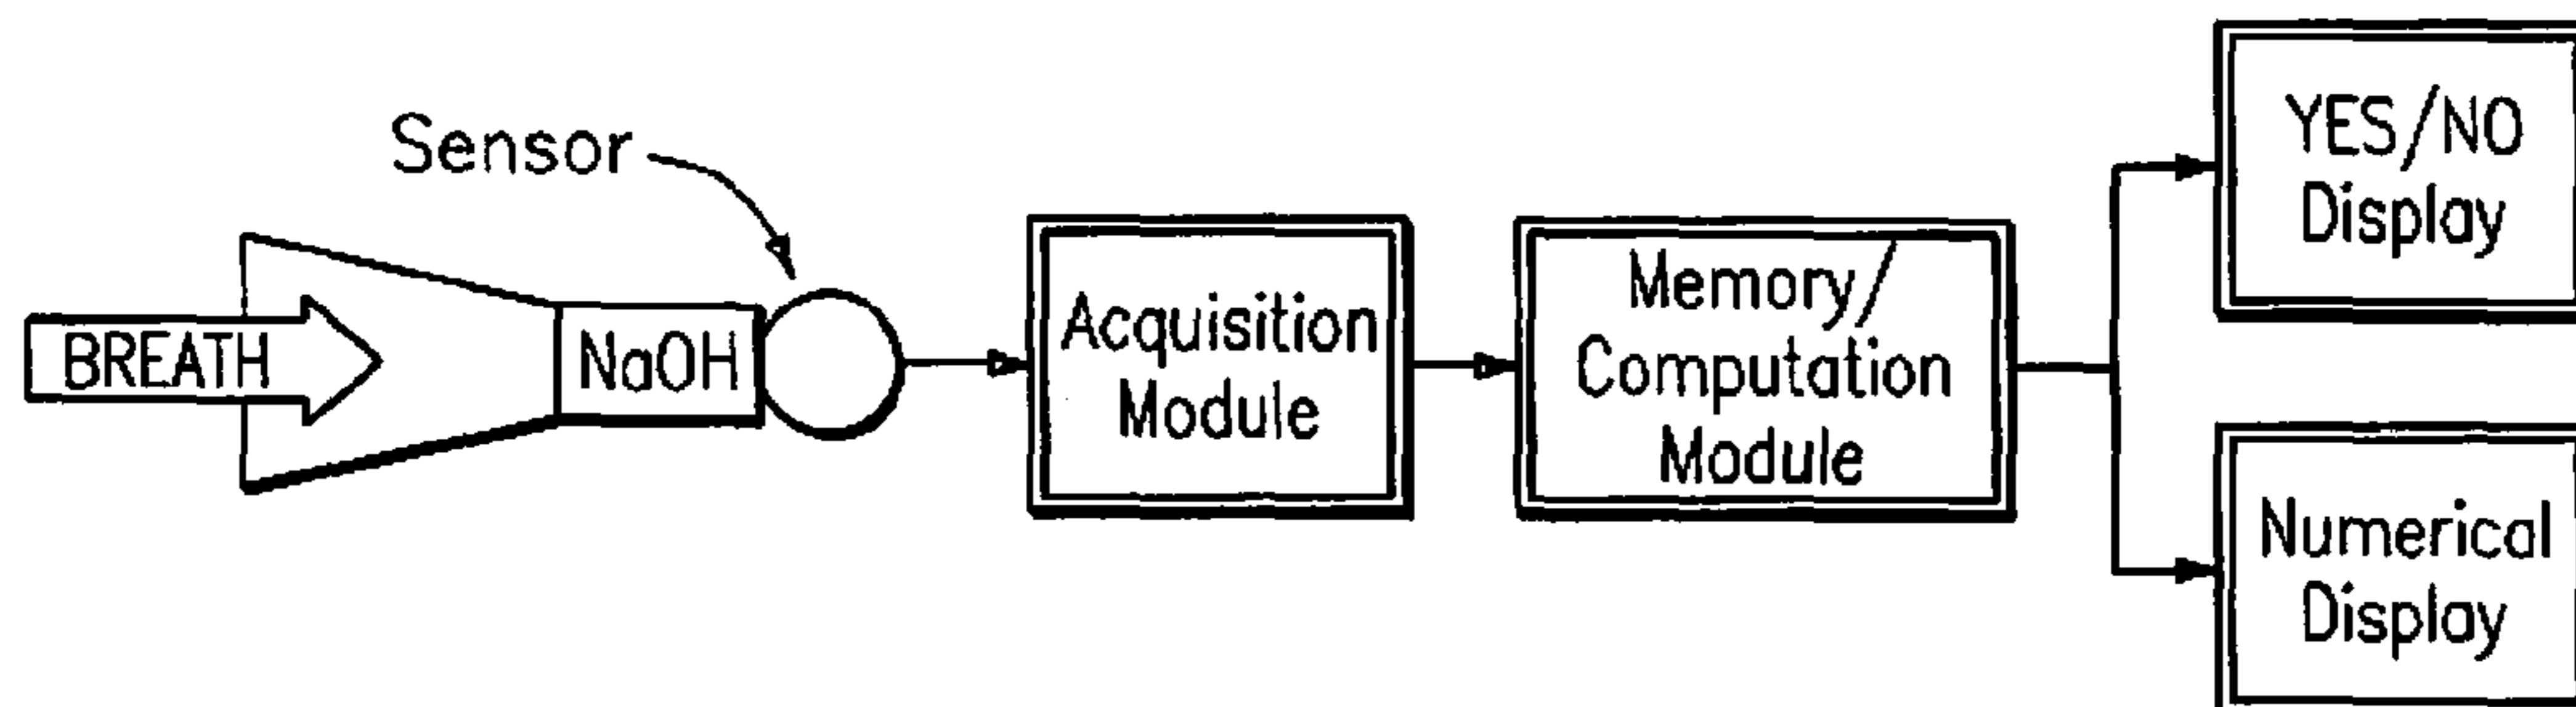 Sensor
BREATH
NaOH
Acquisition
Module
Memory/
Computation
Module
YES/NO
Display
Numerical
Display